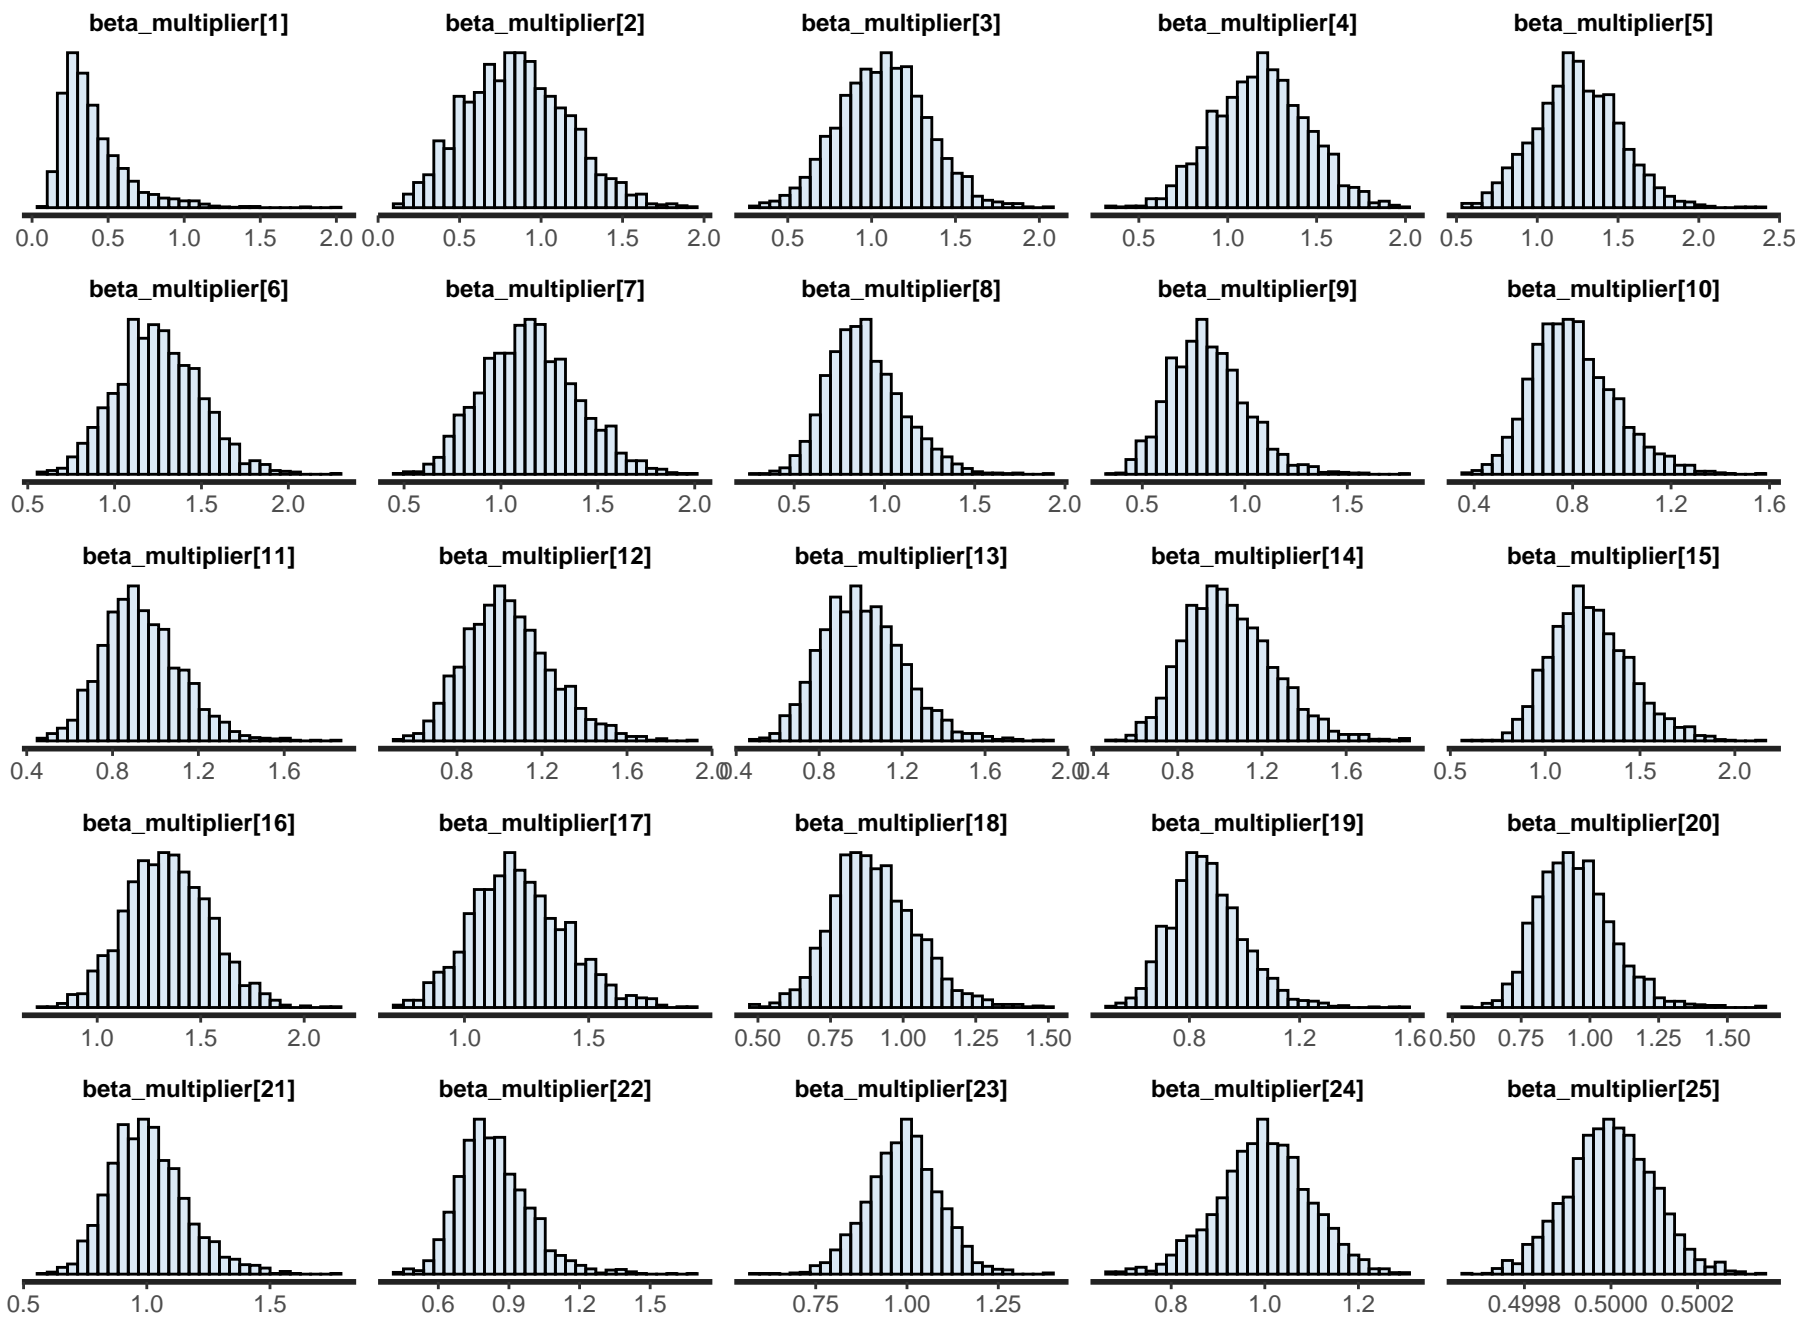 beta_multiplier[1] beta_multiplier[2] beta_multiplier[3] beta_multiplier[4] beta_multiplier[5]
0.0 0.5 1.0 1.5 2.0 0.0 0.5 1.0 1.5 2.0 0.5 1.0 1.5 2.0 0.5 1.0 1.5 2.0 0.5 1.0 1.5 2.0 2.5
beta_multiplier[6] beta_multiplier[7] beta_multiplier[8] beta_multiplier[9] beta_multiplier[10]
0.5 1.0 1.5 2.0 0.5 1.0 1.5 2.0 0.5 1.0 1.5 2.0 0.5 1.0 1.5 0.4 0.8 1.2 1.6
beta_multiplier[11] beta_multiplier[12] beta_multiplier[13] beta_multiplier[14] beta_multiplier[15]
0.4 0.8 1.2 1.6 0.8 1.2 1.6 2.0 0.4 0.8 1.2 1.6 2.0 0.4 0.8 1.2 1.6 0.5 1.0 1.5 2.0
beta_multiplier[16] beta_multiplier[17] beta_multiplier[18] beta_multiplier[19] beta_multiplier[20]
1.0 1.5 2.0 1.0 1.5 0.50 0.75 1.00 1.25 1.50 0.8 1.2 1.6 0.50 0.75 1.00 1.25 1.50
beta_multiplier[21] beta_multiplier[22] beta_multiplier[23] beta_multiplier[24] beta_multiplier[25]
0.5 1.0 1.5 0.6 0.9 1.2 1.5 0.75 1.00 1.25 0.8 1.0 1.2 0.4998 0.5000 0.5002